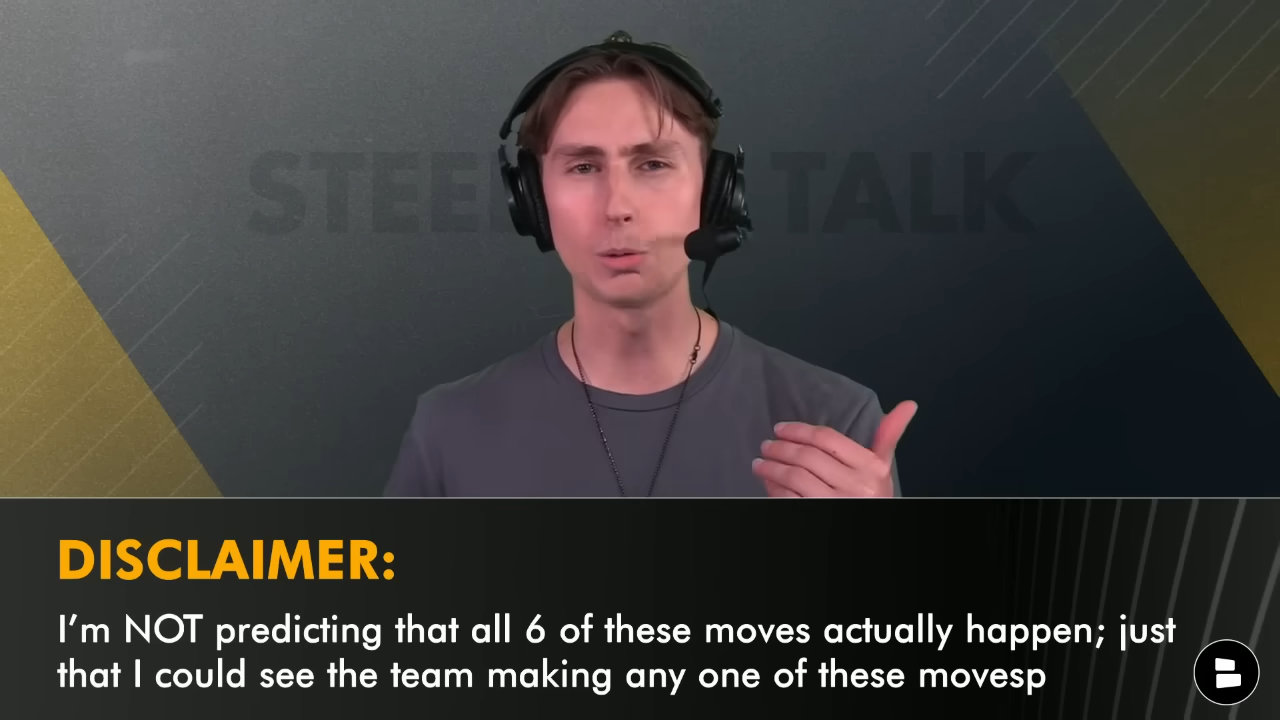 STEE TALK
DISCLAIMER:
I'm NOT predicting that all 6 of these moves actually happen; just
that I could see the team making any one of these movesp